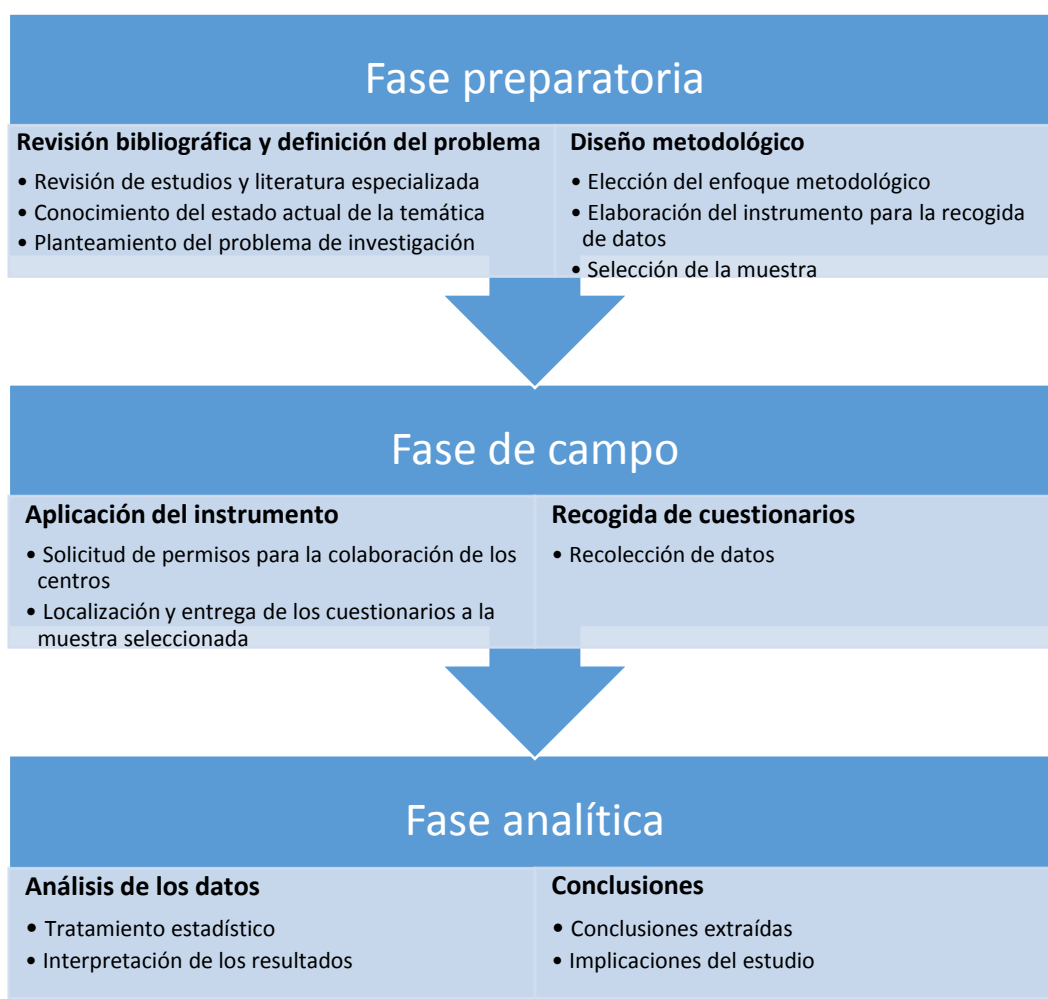 Fase preparatoria
Revisión bibliográfica y definición del problema
• Revisión de estudios y literatura especializada
• Conocimiento del estado actual de la temática
• Planteamiento del problema de investigación
Diseño metodológico
• Elección del enfoque metodológico
• Elaboración del instrumento para la recogida
de datos
• Selección de la muestra
Fase de campo
Aplicación del instrumento
• Solicitud de permisos para la colaboración de los
centros
• Localización y entrega de los cuestionarios a la
muestra seleccionada
Recogida de cuestionarios
• Recolección de datos
Fase analítica
Análisis de los datos
• Tratamiento estadístico
• Interpretación de los resultados
Conclusiones
• Conclusiones extraídas
• Implicaciones del estudio